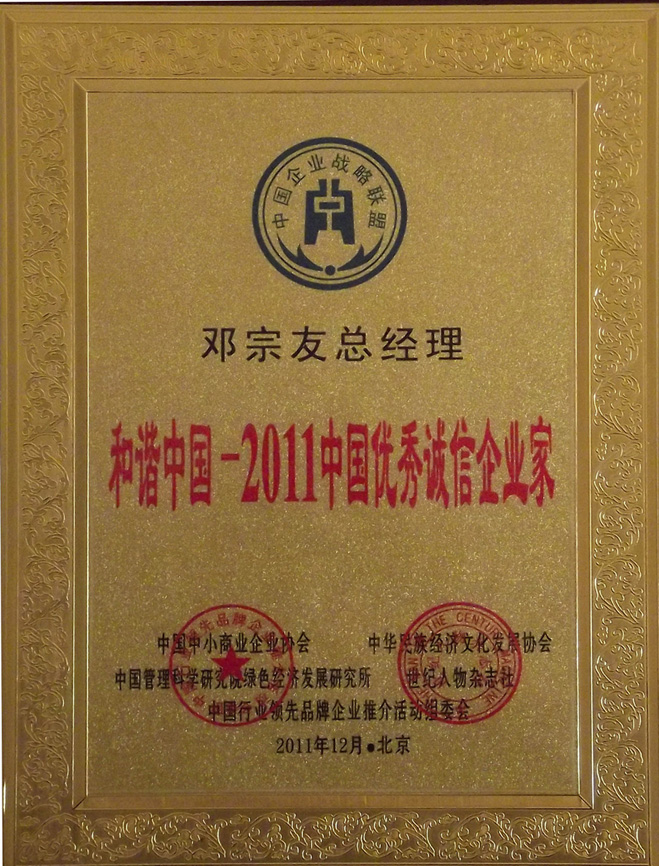 中国企业战略联盟
邓宗友总经理
和谐中国-2011中国优秀诚信企业家
中国中小商业企业协会 中华民族经济文化发展协会
中国管理科学研究院绿色经济发展研究所 世纪人物杂志社
中国行业领先品牌企业推介活动组委会
2011年12月●北京